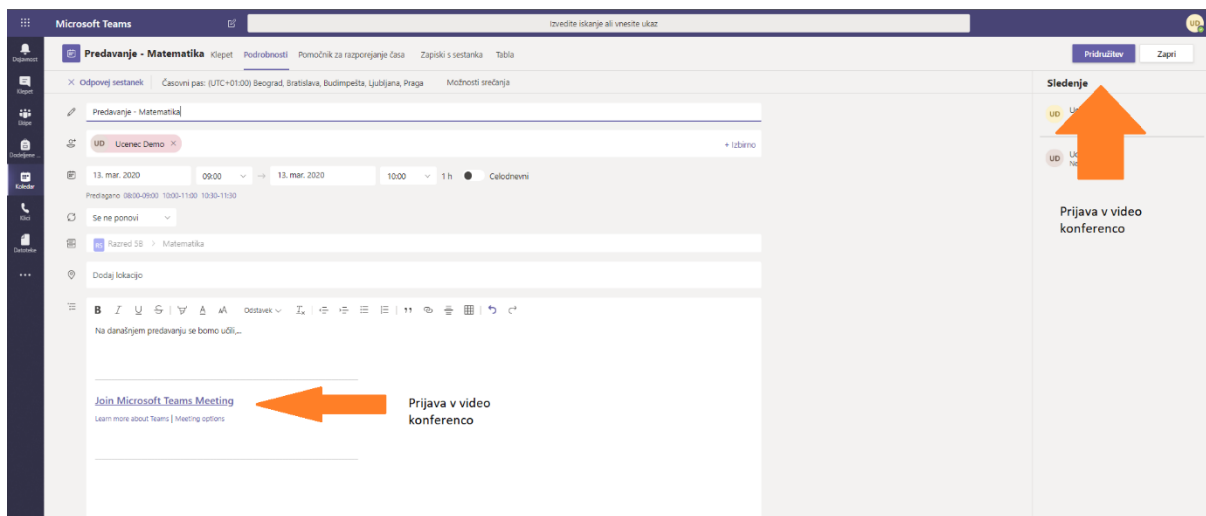 Microsoft Teams
Izvedite iskanje ali vnesite ukaz
UD
Dejavnost
Klepet
Ekipe
Dodeljene ...
Koledar
Klici
Datoteke
Predavanje - Matematika Klepet Podrobnosti Pomočnik za razporejanje časa Zapiski s sestanka Tabla
Pridružitev Zapri
× Odpovej sestanek Časovni pas: (UTC+01:00) Beograd, Bratislava, Budimpešta, Ljubljana, Praga Možnosti srečanja
Predavanje - Matematika
UD Ucenec Demo × + Izbirno
13. mar. 2020 09:00 → 13. mar. 2020 10:00 1 h Celodnevni
Predlagano 08:00-09:00 10:00-11:00 10:30-11:30
Se ne ponovi
Razred 5B > Matematika
Dodaj lokacijo
B I U S A AA Odstavek Ix
Na današnjem predavanju se bomo učili,...
Join Microsoft Teams Meeting
Learn more about Teams | Meeting options
Prijava v video
konferenco
Sledenje
UD
UD
Prijava v video
konferenco